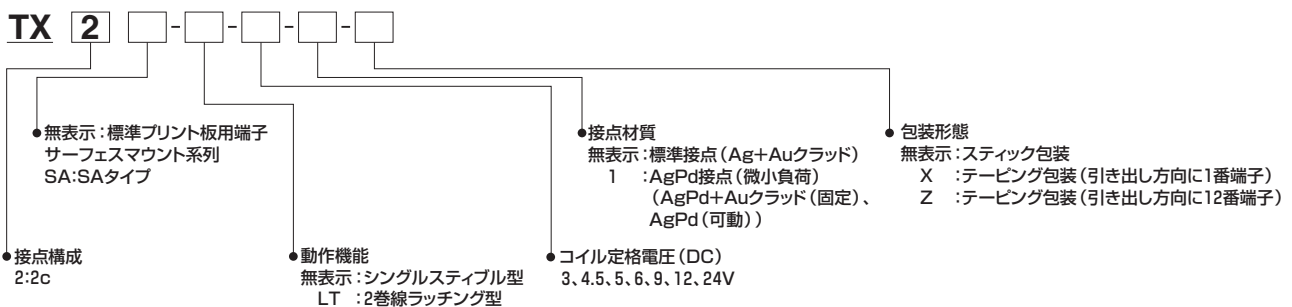 TX 2 - - - -
●無表示：標準プリント板用端子
サーフェスマウント系列
SA：SAタイプ
●接点材質
無表示：標準接点（Ag+Auクラッド）
1 ：AgPd接点（微小負荷）
（AgPd+Auクラッド（固定）、
AgPd（可動））
●包装形態
無表示：スティック包装
X ：テーピング包装（引き出し方向に1番端子）
Z ：テーピング包装（引き出し方向に12番端子）
●接点構成
2：2c
●動作機能
無表示：シングルスティブル型
LT ：2巻線ラッチング型
●コイル定格電圧（DC）
3、4.5、5、6、9、12、24V